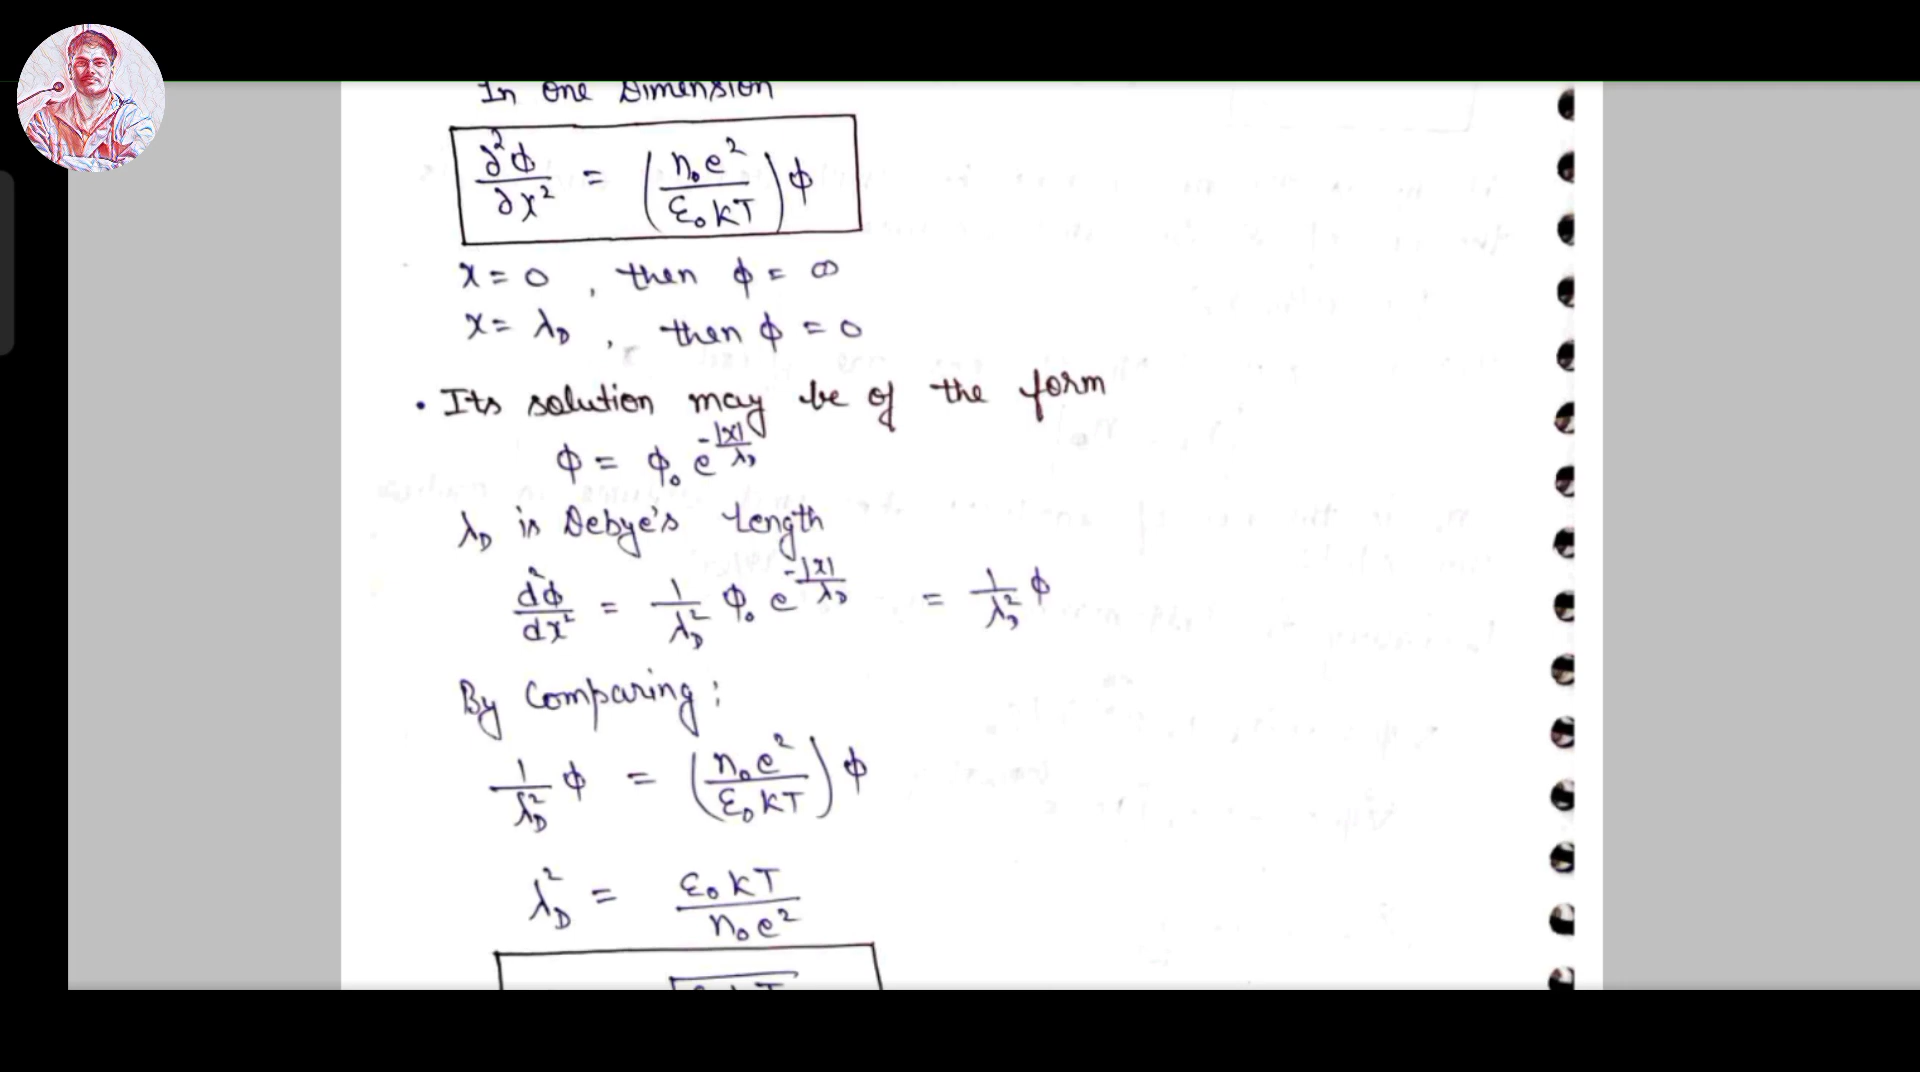 In one Dimension
∂²ϕ/∂x² = (n₀e²/ε₀KT) ϕ
x = 0 , then ϕ = ∞
x = λ_D , then ϕ = 0
• Its solution may be of the form
ϕ = ϕ₀ e^(-|x|/λ_D)
λ_D is Debye's Length
d²ϕ/dx² = 1/λ_D² ϕ₀ e^(-|x|/λ_D) = 1/λ_D² ϕ
By Comparing :
1/λ_D² ϕ = (n₀e²/ε₀KT) ϕ
λ_D² = ε₀KT/n₀e²